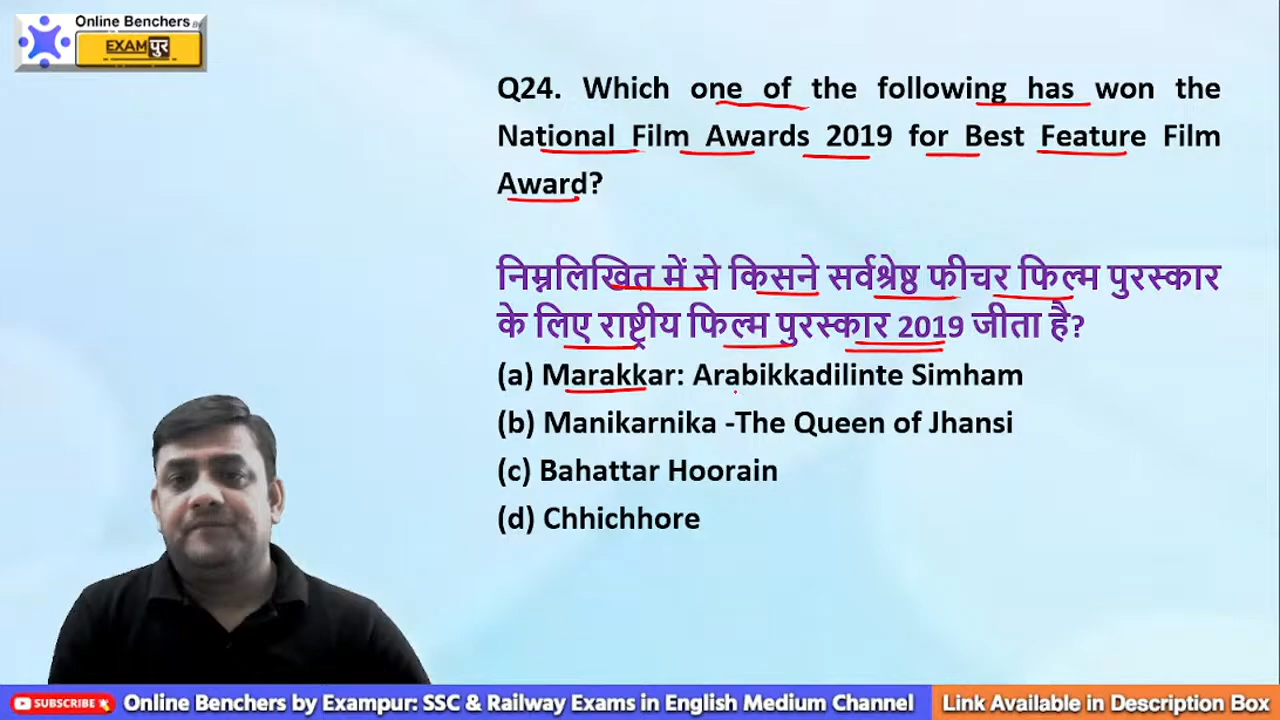 Online Benchers By
EXAMपुर
Q24. Which one of the following has won the
National Film Awards 2019 for Best Feature Film
Award?
निम्नलिखित में से किसने सर्वश्रेष्ठ फीचर फिल्म पुरस्कार
के लिए राष्ट्रीय फिल्म पुरस्कार 2019 जीता है?
(a) Marakkar: Arabikkadilinte Simham
(b) Manikarnika -The Queen of Jhansi
(c) Bahattar Hoorain
(d) Chhichhore
SUBSCRIBE Online Benchers by Exampur: SSC & Railway Exams in English Medium Channel Link Available in Description Box